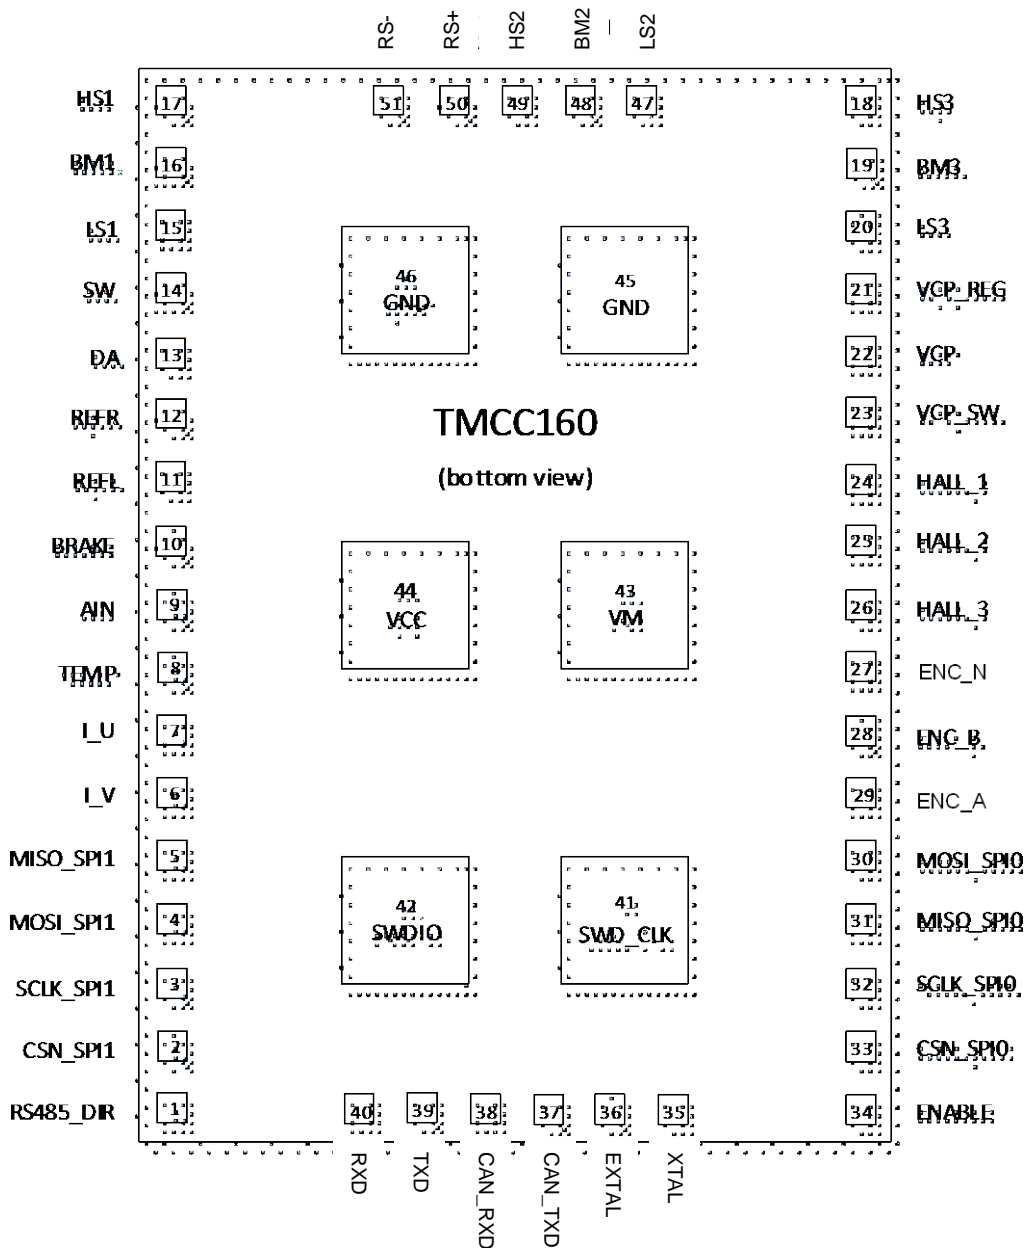 RS-
RS+
HS2
BM2
LS2
HS1 17 51 50 49 48 47 18 HS3
BM1 16 19 BM3
LS1 15 20 LS3
46 GND
45 GND
SW 14 21 VCP_REG
DA 13 22 VCP
REFR 12 23 VCP_SW
TMCC160
(bottom view)
REFL 11 24 HALL_1
BRAKE 10 25 HALL_2
44 VCC
43 VM
AIN 9 26 HALL_3
TEMP 8 27 ENC_N
I_U 7 28 ENC_B
I_V 6 29 ENC_A
MISO_SPI1 5 30 MOSI_SPI0
42 SWDIO
41 SWD_CLK
MOSI_SPI1 4 31 MISO_SPI0
SCLK_SPI1 3 32 SCLK_SPI0
CSN_SPI1 2 33 CSN_SPI0
RS485_DIR 1 40 39 38 37 36 35 34 ENABLE
RXD
TXD
CAN_RXD
CAN_TXD
EXTAL
XTAL